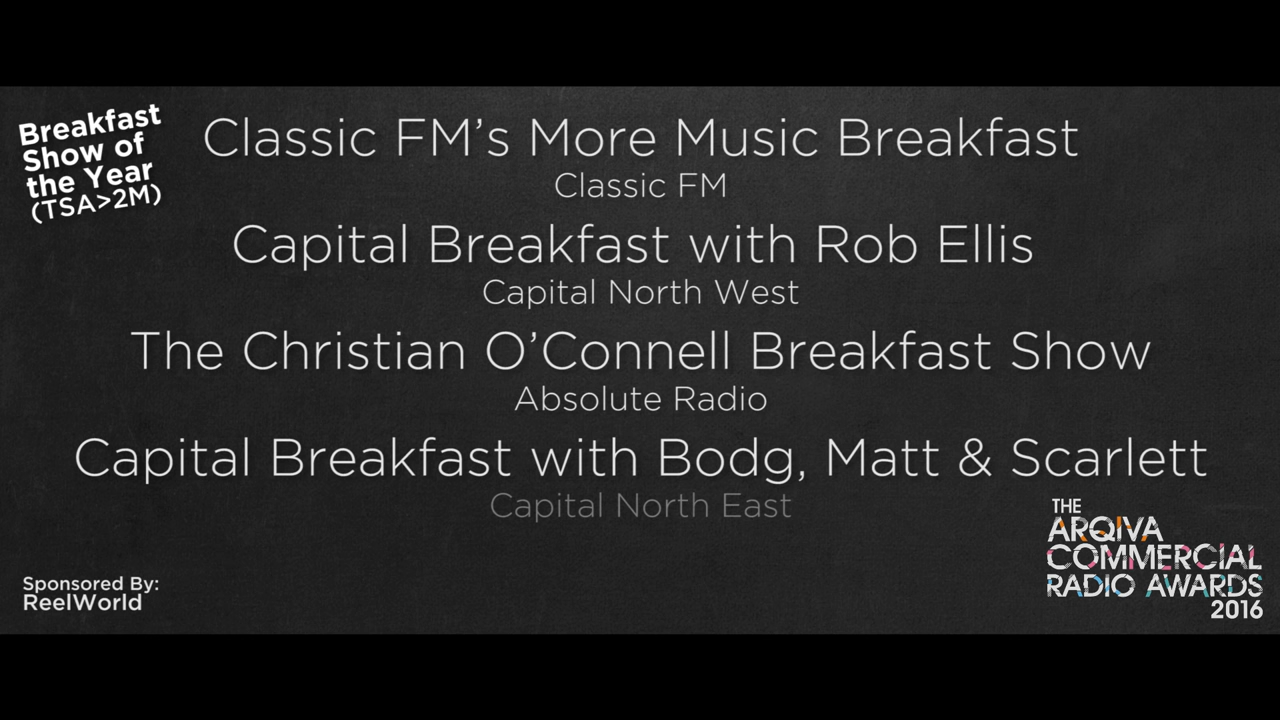 Breakfast
Show of
the Year
(TSA>2M)
Classic FM’s More Music Breakfast
Classic FM
Capital Breakfast with Rob Ellis
Capital North West
The Christian O’Connell Breakfast Show
Absolute Radio
Capital Breakfast with Bodg, Matt & Scarlett
Capital North East
Sponsored By:
ReelWorld
THE
ARQIVA
COMMERCIAL
RADIO AWARDS
2016